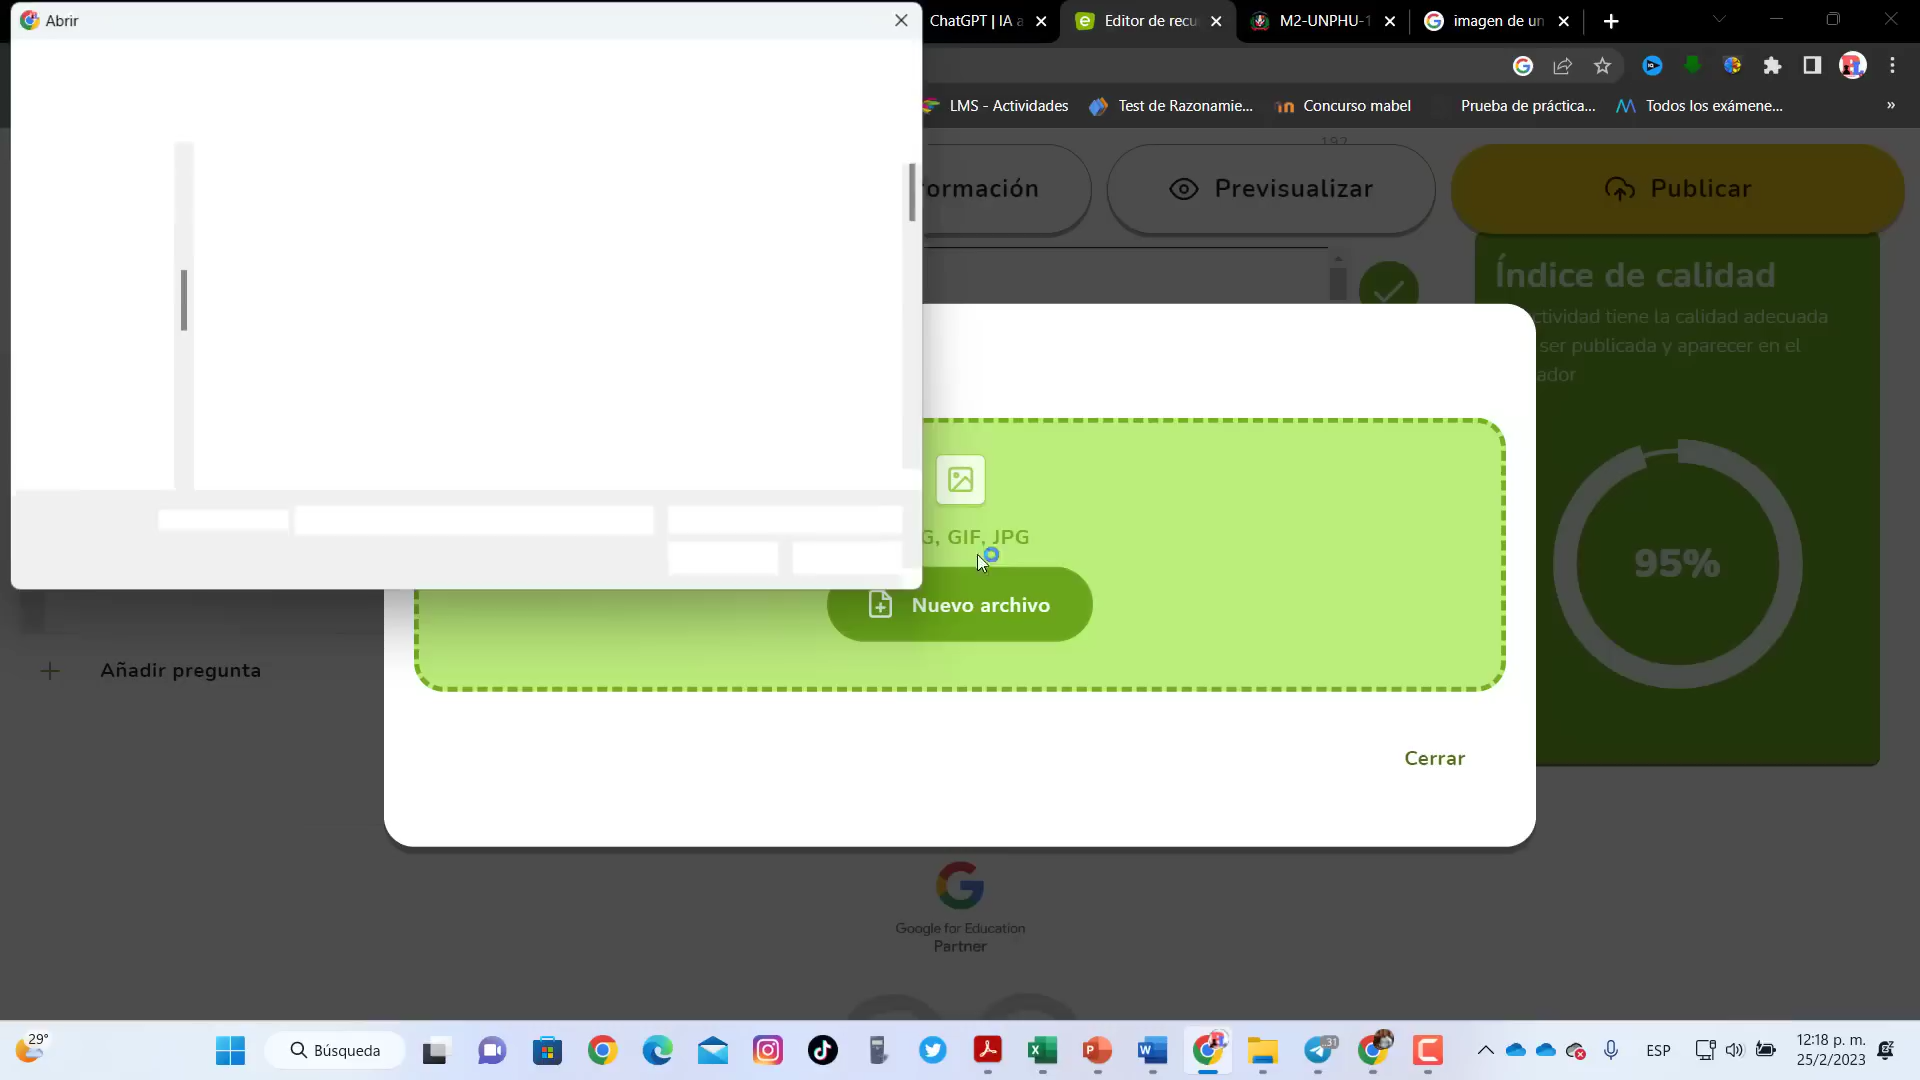 Abrir
ChatGPT | IA a
Editor de recu
M2-UNPHU-1
imagen de un
LMS - Actividades
Test de Razonamie...
Concurso mabel
Prueba de práctica...
Todos los exámene...
»
ormación
Previsualizar
Publicar
Índice de calidad
ctividad tiene la calidad adecuada
ser publicada y aparecer en el
ador
95%
G, GIF, JPG
Nuevo archivo
Añadir pregunta
Cerrar
Google for Education
Partner
29°
Búsqueda
31
ESP
12:18 p. m.
25/2/2023